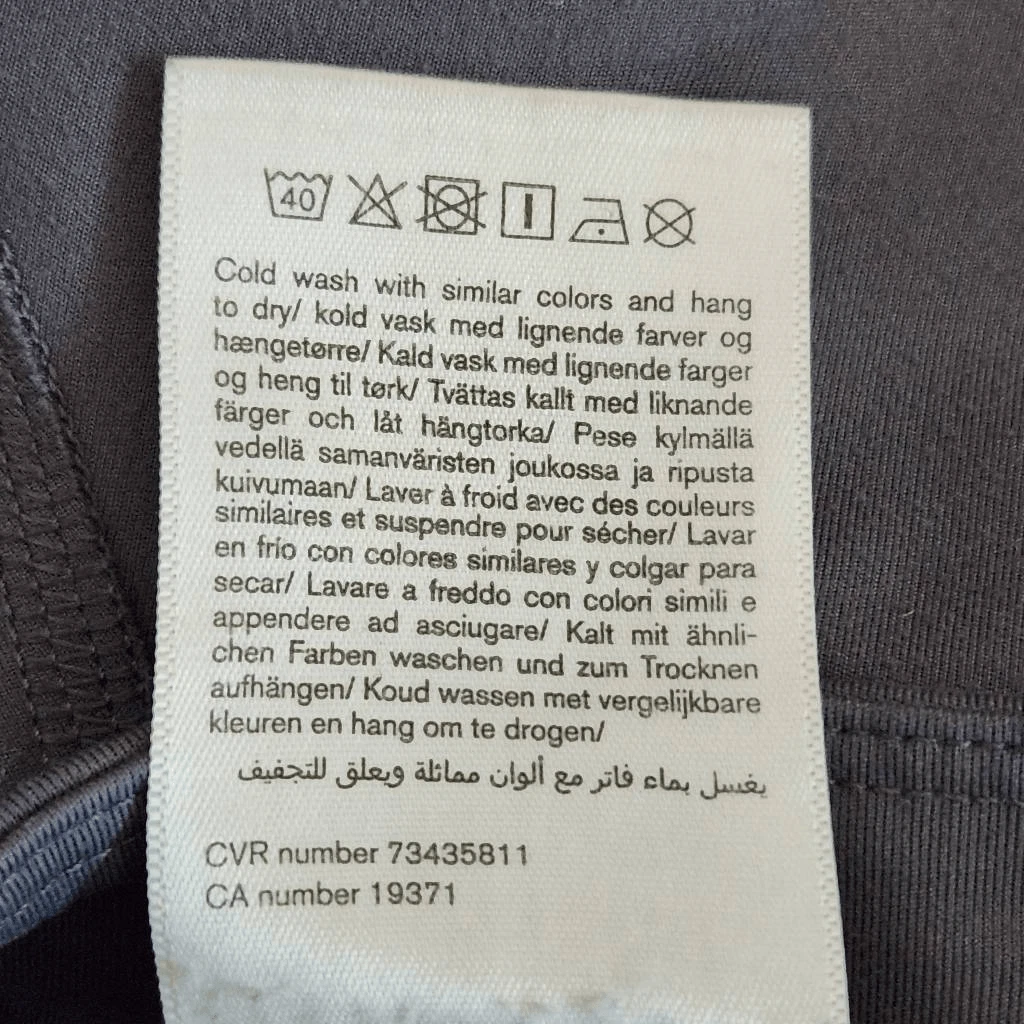 40
Cold wash with similar colors and hang
to dry/ kold vask med lignende farver og
hængetørre/ Kald vask med lignende farger
og heng til tørk/ Tvättas kallt med liknande
färger och låt hängtorka/ Pese kylmällä
vedellä samanväristen joukossa ja ripusta
kuivumaan/ Laver à froid avec des couleurs
similaires et suspendre pour sécher/ Lavar
en frío con colores similares y colgar para
secar/ Lavare a freddo con colori simili e
appendere ad asciugare/ Kalt mit ähnli-
chen Farben waschen und zum Trocknen
aufhängen/ Koud wassen met vergelijkbare
kleuren en hang om te drogen/
يغسل بماء فاتر مع ألوان مماثلة ويعلق للتجفيف
CVR number 73435811
CA number 19371